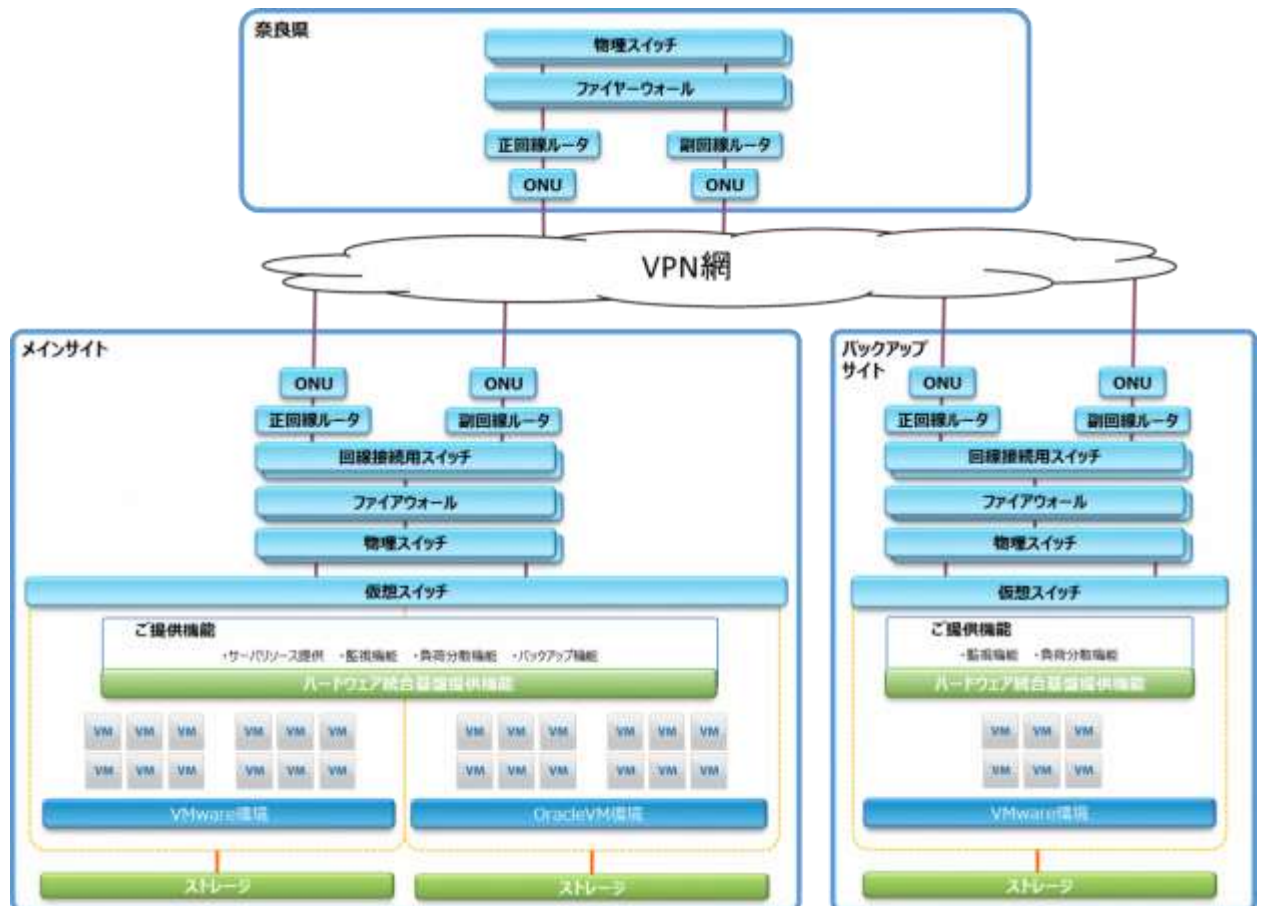 奈良県
物理スイッチ
ファイヤーウォール
正回線ルータ
副回線ルータ
ONU
ONU
VPN網
メインサイト
ONU
ONU
正回線ルータ
副回線ルータ
回線接続用スイッチ
ファイアウォール
物理スイッチ
仮想スイッチ
ご提供機能
・サーバリソース提供 ・監視機能 ・負荷分散機能 ・バックアップ機能
ハードウェア統合基盤提供機能
VM VM VM VM VM VM VM VM VM VM VM VM
VM VM VM VM VM VM VM VM VM VM VM VM
VMware環境
OracleVM環境
ストレージ
ストレージ
バックアップ
サイト
ONU
ONU
正回線ルータ
副回線ルータ
回線接続用スイッチ
ファイアウォール
物理スイッチ
仮想スイッチ
ご提供機能
・監視機能 ・負荷分散機能
ハードウェア統合基盤提供機能
VM VM VM
VM VM VM
VMware環境
ストレージ